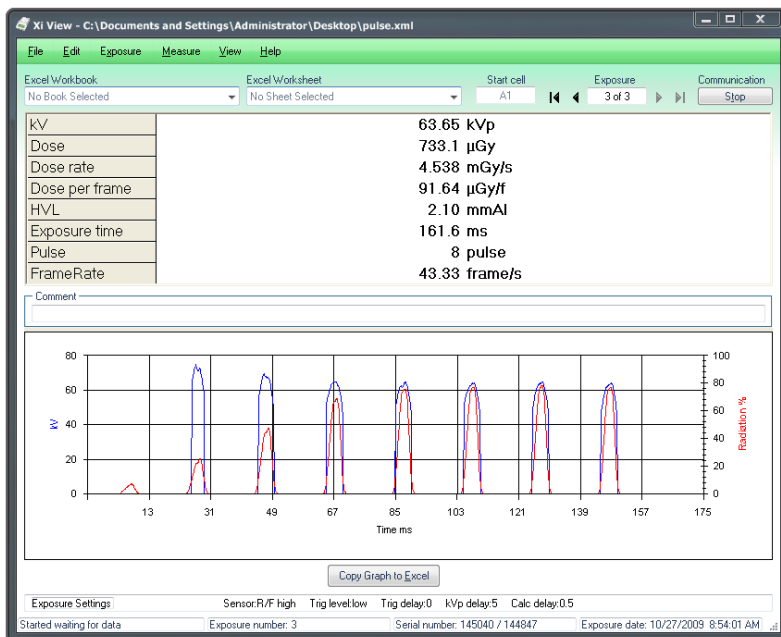 Xi View - C:\Documents and Settings\Administrator\Desktop\pulse.xml
File Edit Exposure Measure View Help
Excel Workbook Excel Worksheet Start cell Exposure Communication
No Book Selected No Sheet Selected A1 3 of 3 Stop
kV 63.65 kVp
Dose 733.1 µGy
Dose rate 4.538 mGy/s
Dose per frame 91.64 µGy/f
HVL 2.10 mmAl
Exposure time 161.6 ms
Pulse 8 pulse
FrameRate 43.33 frame/s
Comment
80 100
60 80
60
kV 40 Radiation %
40
20 20
0 0
13 31 49 67 85 103 121 139 157 175
Time ms
Copy Graph to Excel
Exposure Settings Sensor:R/F high Trig level:low Trig delay:0 kVp delay:5 Calc delay:0.5
Started waiting for data Exposure number: 3 Serial number: 145040 / 144847 Exposure date: 10/27/2009 8:54:01 AM